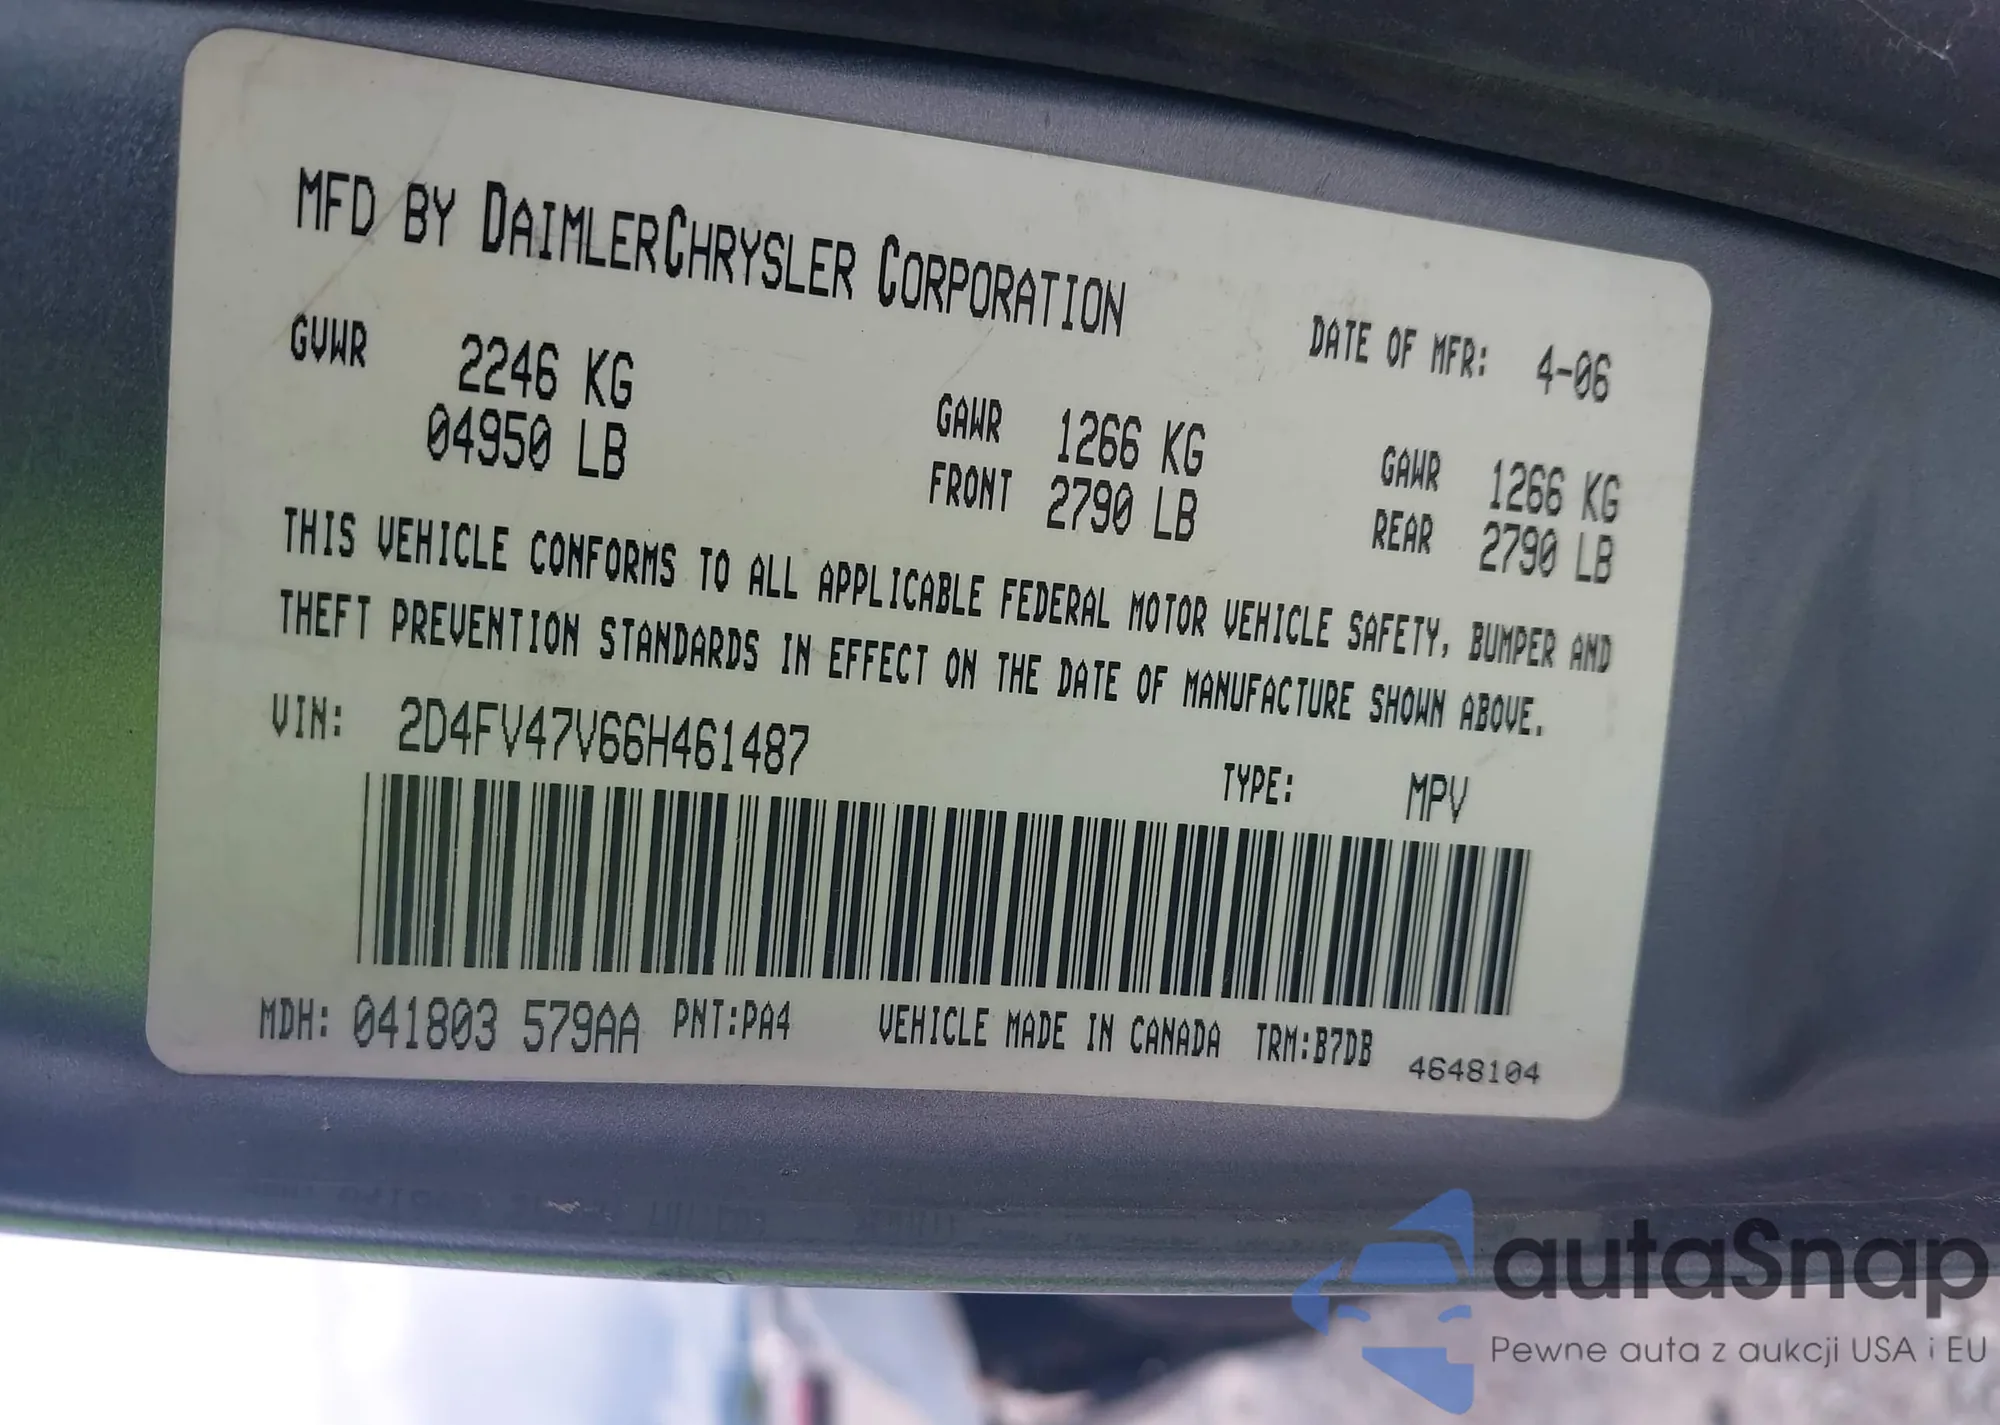 MFD BY DAIMLERCHRYSLER CORPORATION
DATE OF MFR: 4-06
GVWR 2246 KG
04950 LB
GAWR 1266 KG
FRONT 2790 LB
GAWR 1266 KG
REAR 2790 LB
THIS VEHICLE CONFORMS TO ALL APPLICABLE FEDERAL MOTOR VEHICLE SAFETY, BUMPER AND
THEFT PREVENTION STANDARDS IN EFFECT ON THE DATE OF MANUFACTURE SHOWN ABOVE.
VIN: 2D4FV47V66H461487
TYPE: MPV
MDH: 041803 579AA PNT:PA4 VEHICLE MADE IN CANADA TRM:B7DB 4648104
autaSnap
Pewne auta z aukcji USA i EU